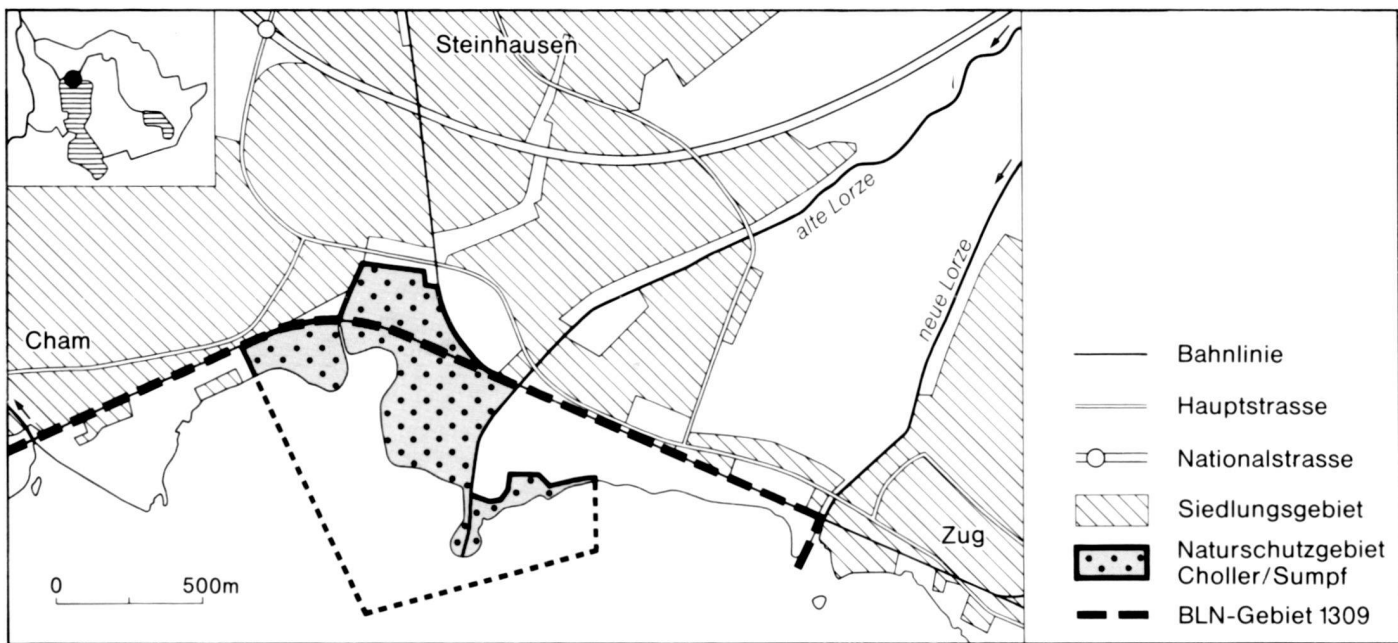 Steinhausen
alte Lorze
neue Lorze
Cham
Zug
0 500m
Bahnlinie
Hauptstrasse
Nationalstrasse
Siedlungsgebiet
Naturschutzgebiet
Choller/Sumpf
BLN-Gebiet 1309